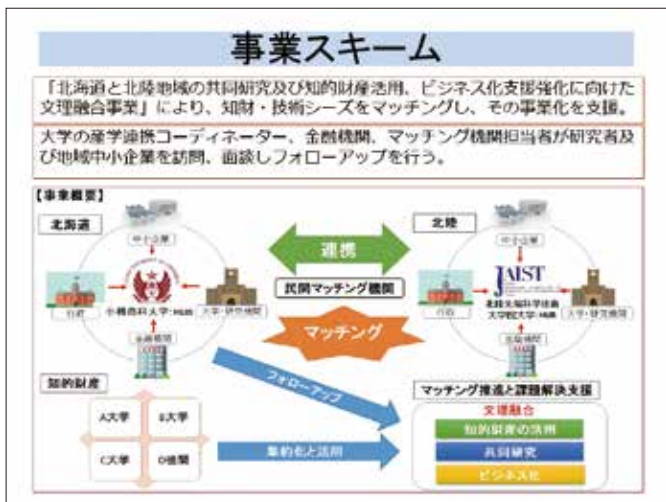 事業スキーム
「北海道と北陸地域の共同研究及び知的財産活用、ビジネス化支援強化に向けた
文理融合事業」により、知財・技術シーズをマッチングし、その事業化を支援。
大学の産学連携コーディネーター、金融機関、マッチング機関担当者が研究者及
び地域中小企業を訪問、面談しフォローアップを行う。
【事業概要】
北海道
中小企業
行政
小樽商科大学:HUB
大学・研究機関
金融機関
連携
民間マッチング機関
マッチング
北陸
中小企業
行政
JAIST
北陸先端科学技術
大学院大学:HUB
大学・研究機関
金融機関
知的財産
A大学
B大学
C大学
D機関
フォローアップ
集約化と活用
マッチング推進と課題解決支援
文理融合
知的財産の活用
共同研究
ビジネス化